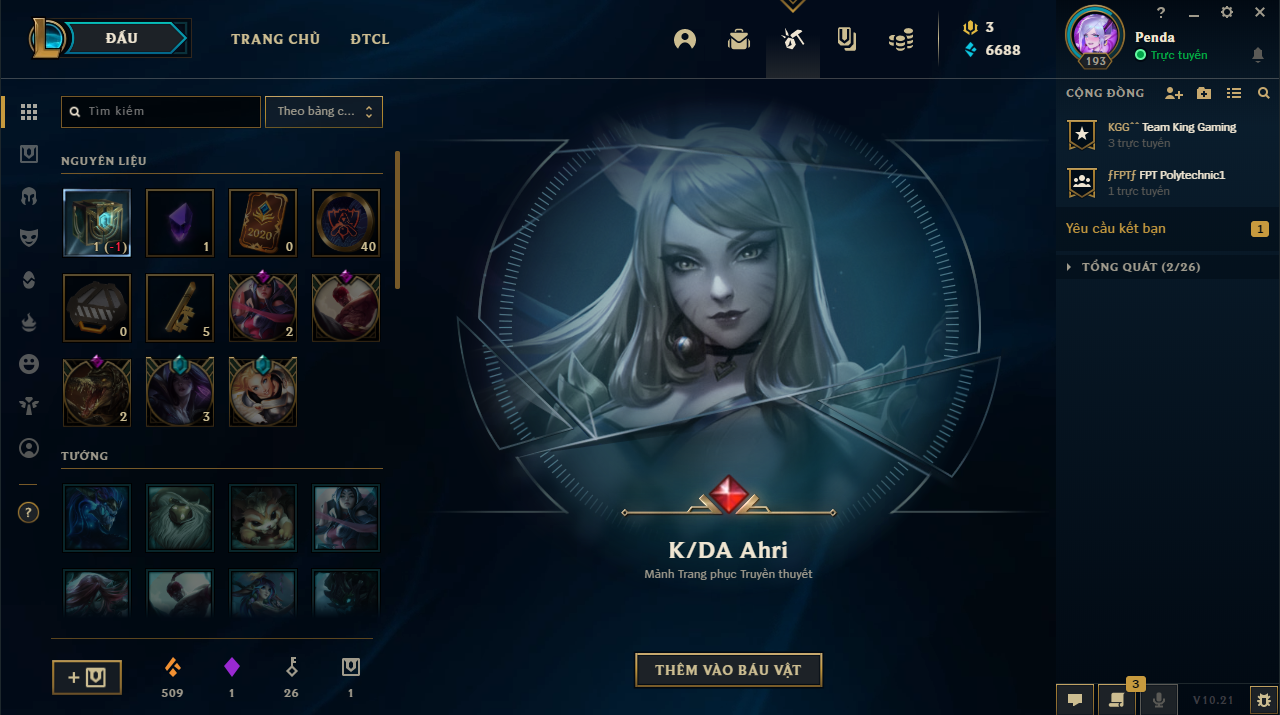 ĐẤU
TRANG CHỦ
ĐTCL
3
6688
?
193
Penda
Trực tuyến
CỘNG ĐỒNG
KGG^^ Team King Gaming
3 trực tuyến
ƒFPTƒ FPT Polytechnic1
1 trực tuyến
Yêu cầu kết bạn
1
TỔNG QUÁT (2/26)
Tìm kiếm
Theo bảng c...
NGUYÊN LIỆU
1 (-1)
1
2020
0
40
0
5
2
2
3
TƯỚNG
?
K/DA Ahri
Mảnh Trang phục Truyền thuyết
THÊM VÀO BÁU VẬT
+
509
1
26
1
3
V10.21